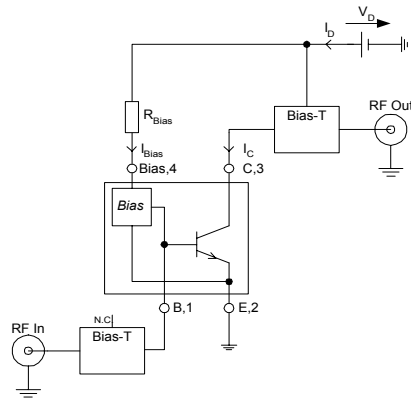 V_D
I_D
R_Bias
Bias-T
RF Out
I_Bias
I_C
Bias,4
C,3
Bias
B,1
E,2
RF In
N.C
Bias-T